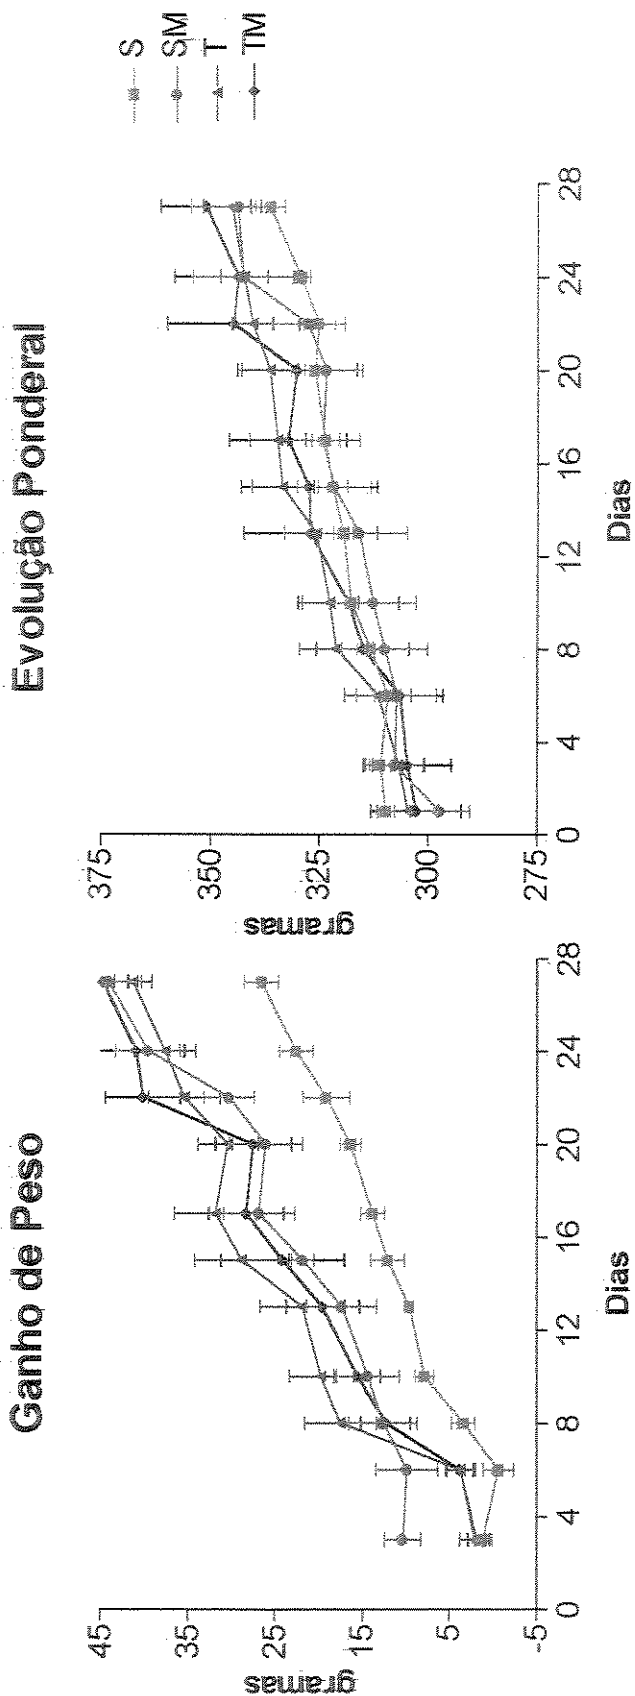 Ganho de Peso
gramas
45
35
25
15
5
-5
0 4 8 12 16 20 24 28
Dias
Evolução Ponderal
gramas
375
350
325
300
275
0 4 8 12 16 20 24 28
Dias
S
SM
T
TM